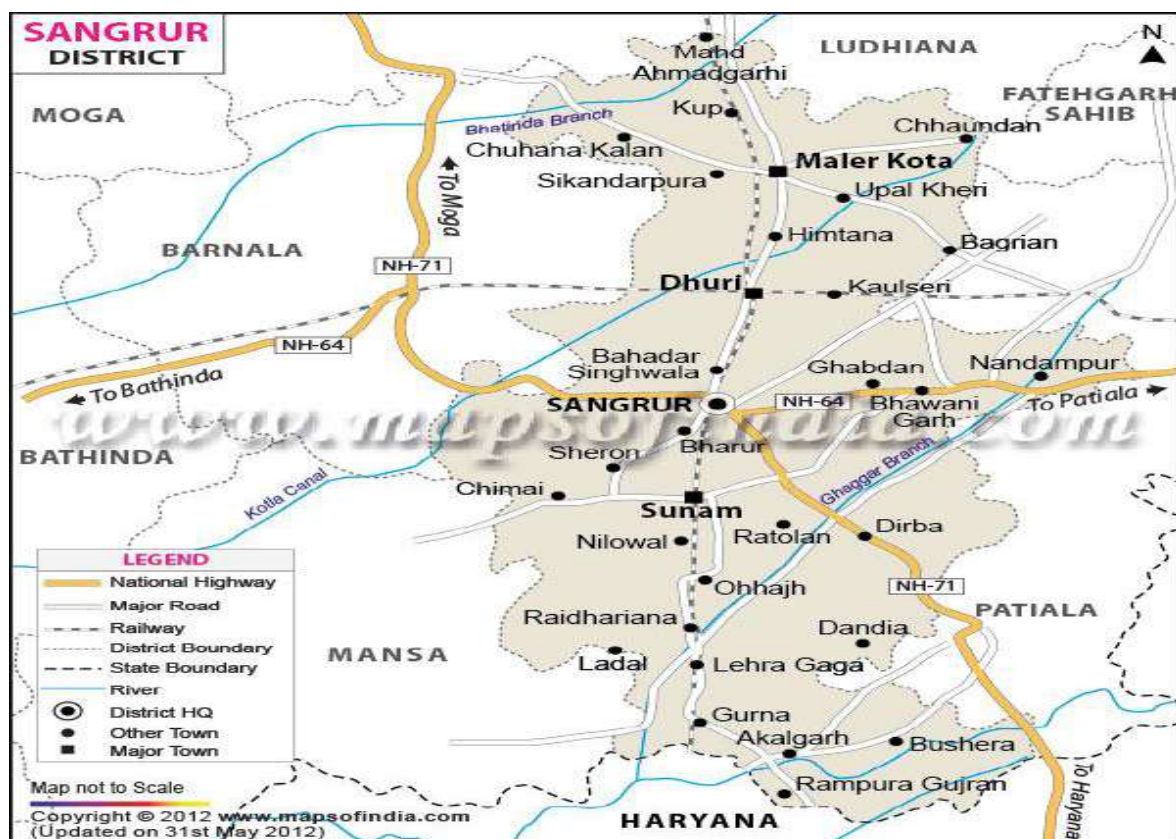 SANGRUR
DISTRICT
N
LUDHIANA
MOGA
FATEHGARH
SAHIB
Mahd
Ahmadgarhi
Kup
Bhatinda Branch
Chhaundan
Chuhana Kalan
Maler Kota
Sikandarpura
Upal Kheri
To Moga
Himtana
Bagrian
BARNALA
NH-71
Dhuri
Kaulseri
NH-64
Bahadar
Singhwala
Ghabdan
Nandampur
To Bathinda
SANGRUR
NH-64
Bhawani
Garh
To Patiala
www.mapsofindia.com
BATHINDA
Bharur
Sheron
Kotla Canal
Chimai
Ghaggar Branch
Sunam
Ratolan
Dirba
Nilowal
Ohhajh
NH-71
PATIALA
Raidhariana
Dandia
MANSA
Ladal
Lehra Gaga
Gurna
Akalgarh
Bushera
Rampura Gujran
To Haryana
HARYANA
LEGEND
National Highway
Major Road
Railway
District Boundary
State Boundary
River
District HQ
Other Town
Major Town
Map not to Scale
Copyright © 2012 www.mapsofindia.com
(Updated on 31st May 2012)